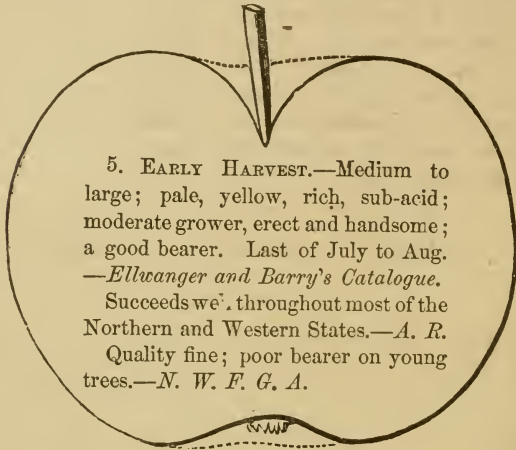 5. EARLY HARVEST.—Medium to
large; pale, yellow, rich, sub-acid;
moderate grower, erect and handsome;
a good bearer. Last of July to Aug.
—Ellwanger and Barry's Catalogue.
Succeeds throughout most of the
Northern and Western States.—A. R.
Quality fine; poor bearer on young
trees.—N. W. F. G. A.